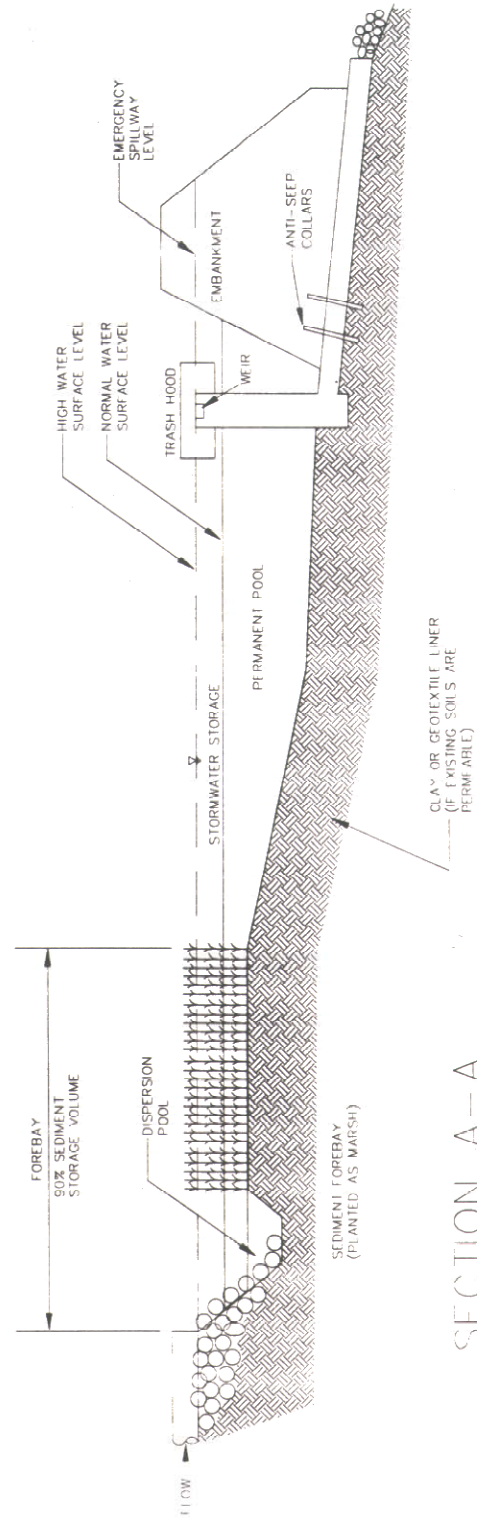 FLOW
FOREBAY
90% SEDIMENT
STORAGE VOLUME
DISPERSION
POOL
SEDIMENT FOREBAY
(PLANTED AS MARSH)
STORMWATER STORAGE
PERMANENT POOL
HIGH WATER
SURFACE LEVEL
NORMAL WATER
SURFACE LEVEL
TRASH HOOD
WEIR
EMERGENCY
SPILLWAY
LEVEL
EMBANKMENT
ANTI-SEEP
COLLARS
CLAY OR GEOTEXTILE LINER
(IF EXISTING SOILS ARE
PERMEABLE)
SECTION A-A